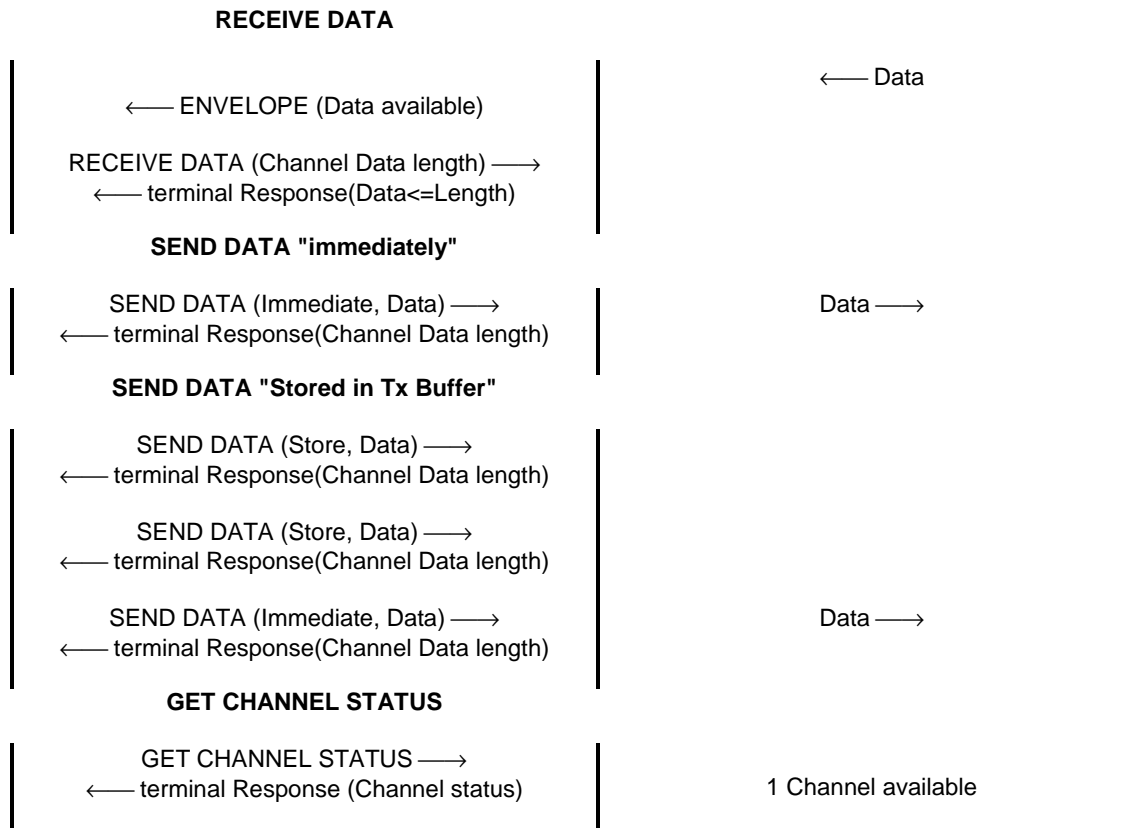 RECEIVE DATA
←── Data
←── ENVELOPE (Data available)
RECEIVE DATA (Channel Data length) ──→
←── terminal Response(Data<=Length)
SEND DATA "immediately"
SEND DATA (Immediate, Data) ──→
Data ──→
←── terminal Response(Channel Data length)
SEND DATA "Stored in Tx Buffer"
SEND DATA (Store, Data) ──→
←── terminal Response(Channel Data length)
SEND DATA (Store, Data) ──→
←── terminal Response(Channel Data length)
SEND DATA (Immediate, Data) ──→
Data ──→
←── terminal Response(Channel Data length)
GET CHANNEL STATUS
GET CHANNEL STATUS ──→
←── terminal Response (Channel status)
1 Channel available